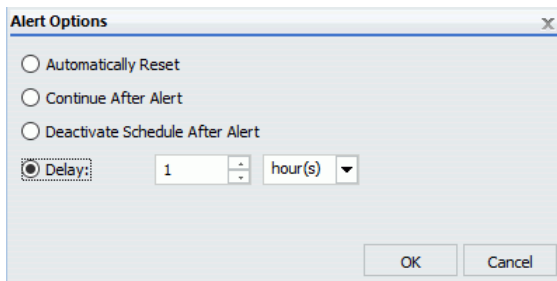 Alert Options
Automatically Reset
Continue After Alert
Deactivate Schedule After Alert
Delay: 1 hour(s)
OK Cancel